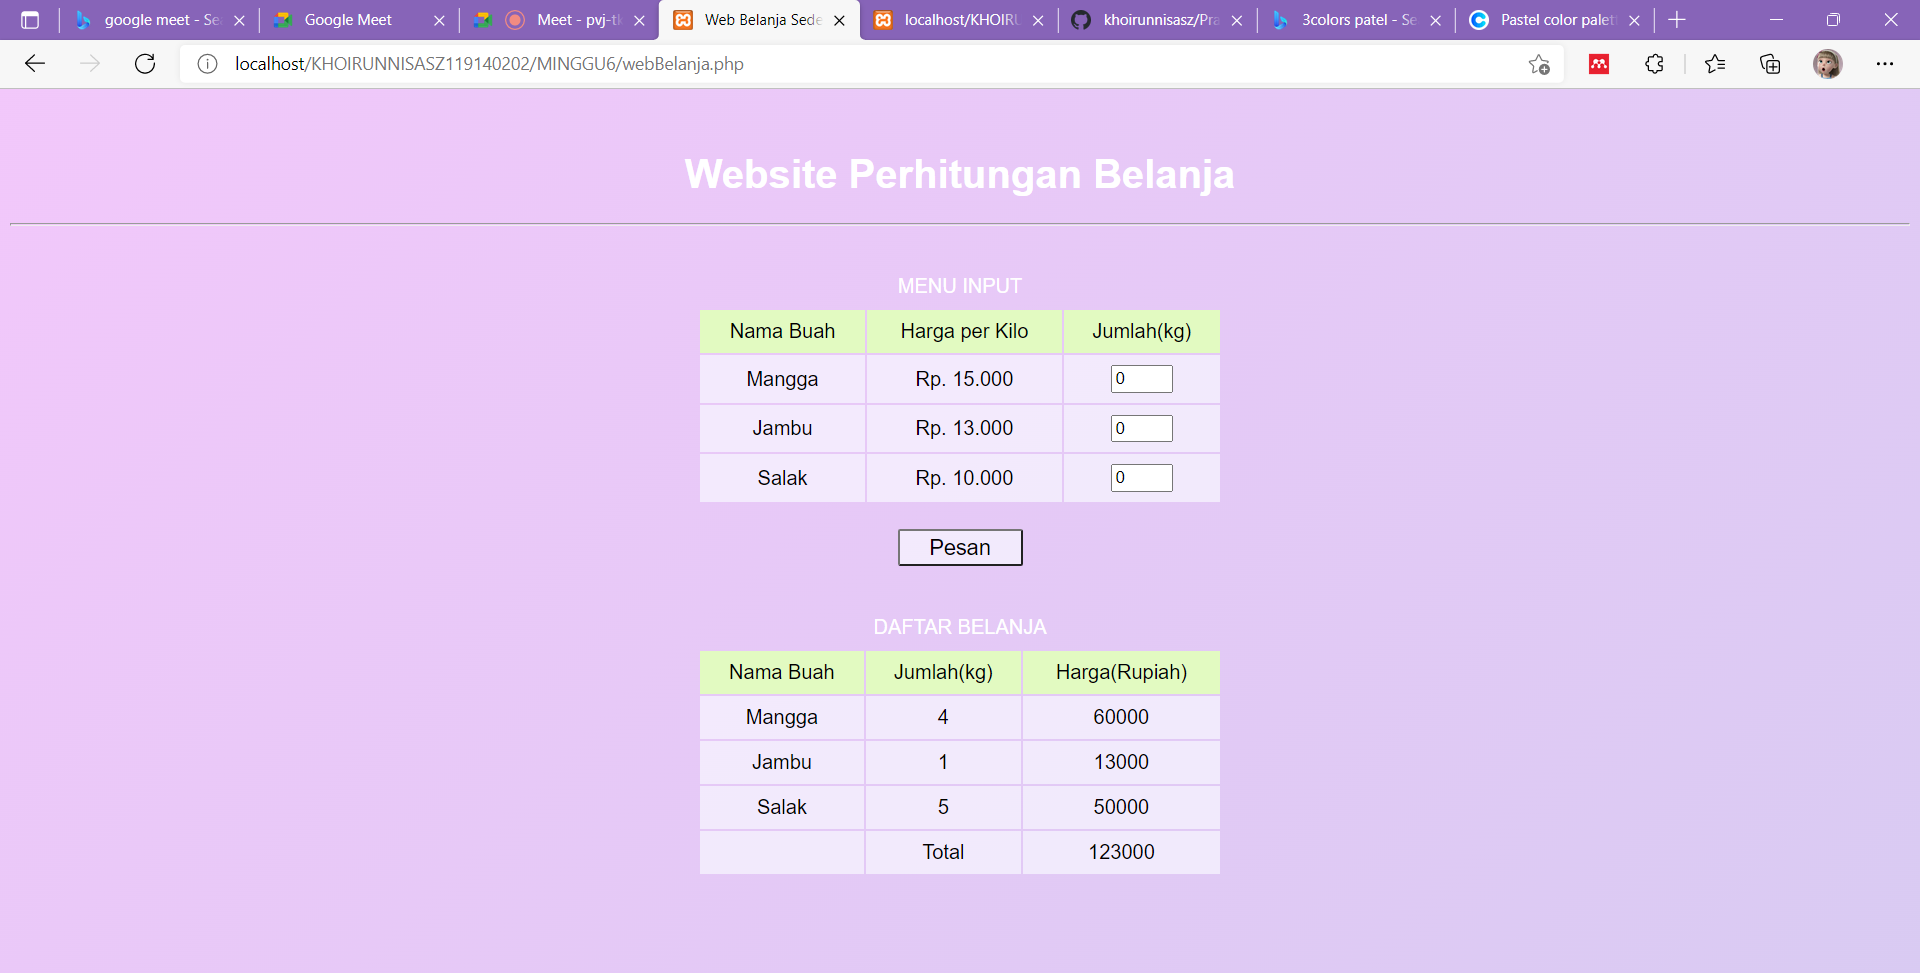 google meet - Se
Google Meet
Meet - pvj-tk
Web Belanja Sede
localhost/KHOIRU
khoirunnisasz/Pra
3colors patel - Se
Pastel color palet
localhost/KHOIRUNNISASZ119140202/MINGGU6/webBelanja.php
Website Perhitungan Belanja
MENU INPUT
Nama Buah Harga per Kilo Jumlah(kg)
Mangga Rp. 15.000 0
Jambu Rp. 13.000 0
Salak Rp. 10.000 0
Pesan
DAFTAR BELANJA
Nama Buah Jumlah(kg) Harga(Rupiah)
Mangga 4 60000
Jambu 1 13000
Salak 5 50000
Total 123000